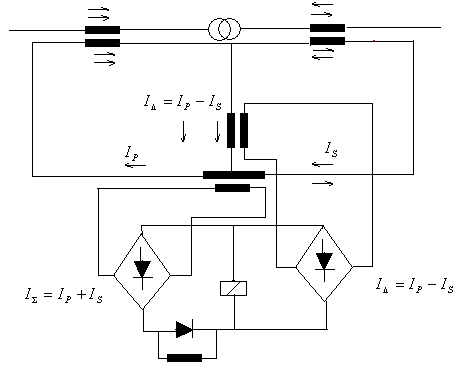 I_Δ = I_P − I_S
I_P
I_S
I_Σ = I_P + I_S
I_Δ = I_P − I_S